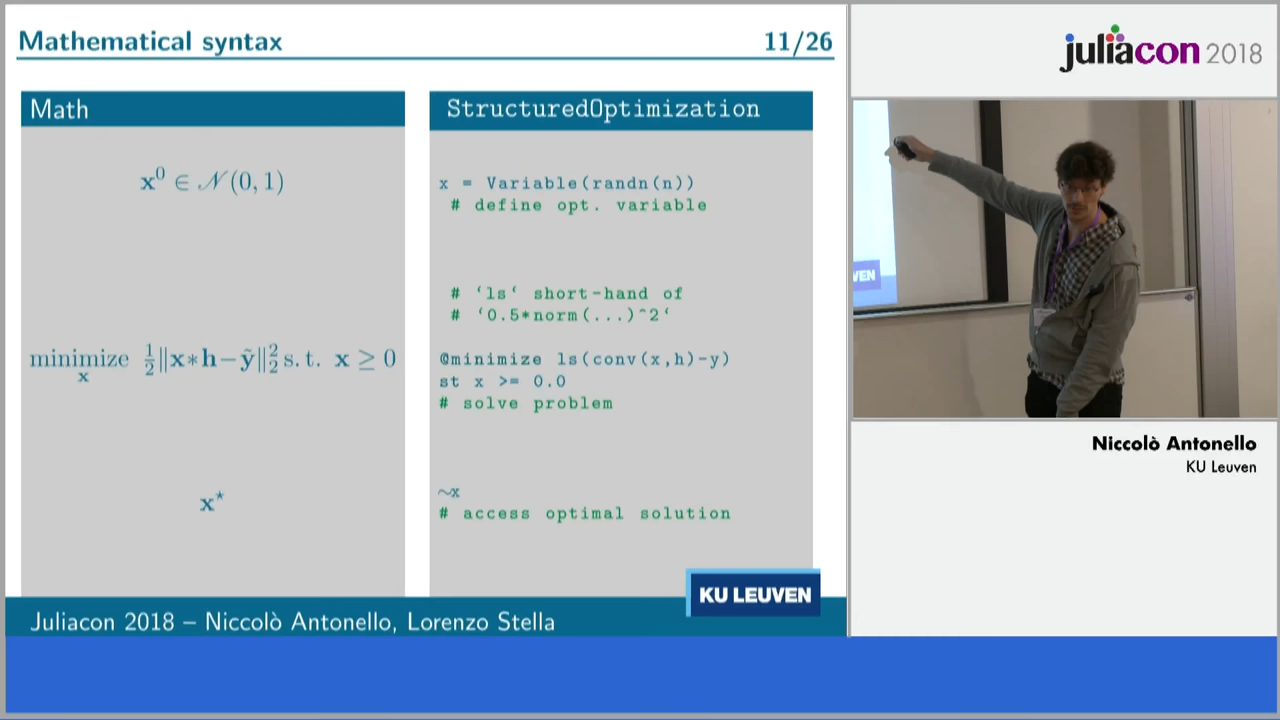 Mathematical syntax 11/26
Math
x⁰ ∈ 𝒩(0, 1)
minimize ½‖x∗h−ỹ‖₂² s. t. x ≥ 0
x
x⋆
StructuredOptimization
x = Variable(randn(n))
# define opt. variable
# ‘ls‘ short-hand of
# ‘0.5*norm(...)^2‘
@minimize ls(conv(x,h)-y)
st x >= 0.0
# solve problem
~x
# access optimal solution
KU LEUVEN
Juliacon 2018 – Niccolò Antonello, Lorenzo Stella
juliacon 2018
VEN
Niccolò Antonello
KU Leuven